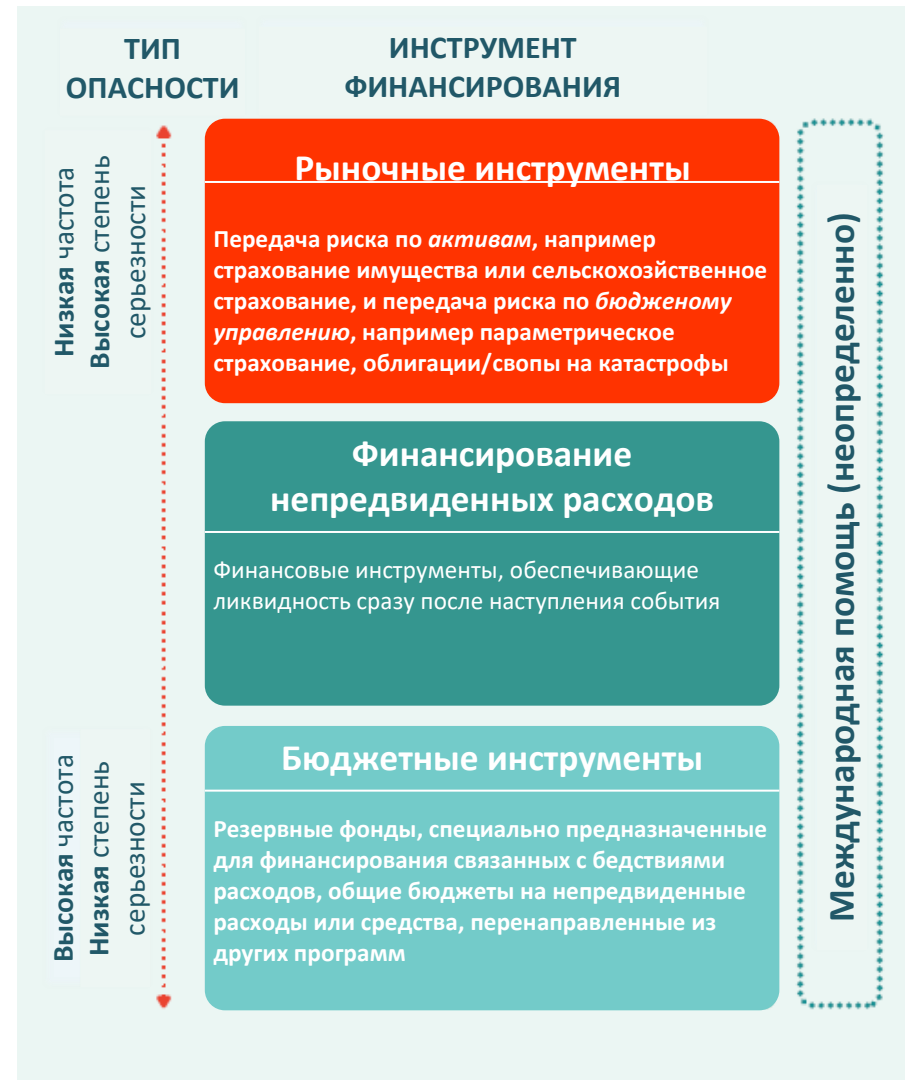 ТИП
ОПАСНОСТИ
ИНСТРУМЕНТ
ФИНАНСИРОВАНИЯ
Низкая частота
Высокая степень
серьезности
Рыночные инструменты
Передача риска по активам, например
страхование имущества или сельскохозйственное
страхование, и передача риска по бюдженому
управлению, например параметрическое
страхование, облигации/свопы на катастрофы
Финансирование
непредвиденных расходов
Финансовые инструменты, обеспечивающие
ликвидность сразу после наступления события
Высокая частота
Низкая степень
серьезности
Бюджетные инструменты
Резервные фонды, специально предназначенные
для финансирования связанных с бедствиями
расходов, общие бюджеты на непредвиденные
расходы или средства, перенаправленные из
других программ
Международная помощь (неопределенно)